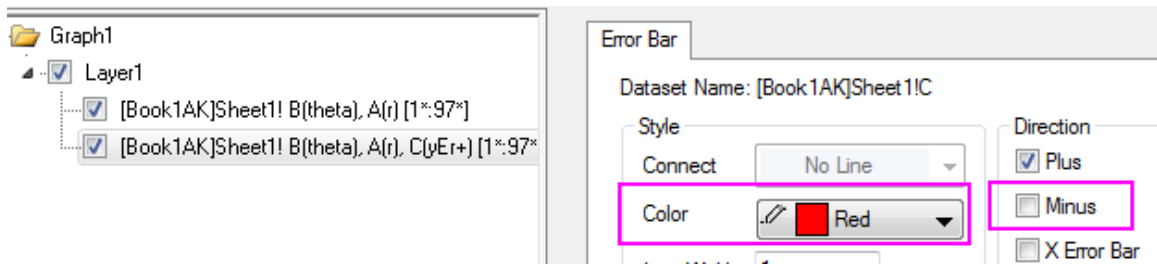 Graph1
Layer1
[Book1AK]Sheet1! B(theta), A(r) [1*:97*]
[Book1AK]Sheet1! B(theta), A(r), C(yEr+) [1*:97*
Error Bar
Dataset Name: [Book1AK]Sheet1!C
Style
Connect No Line
Color Red
Direction
Plus
Minus
X Error Bar